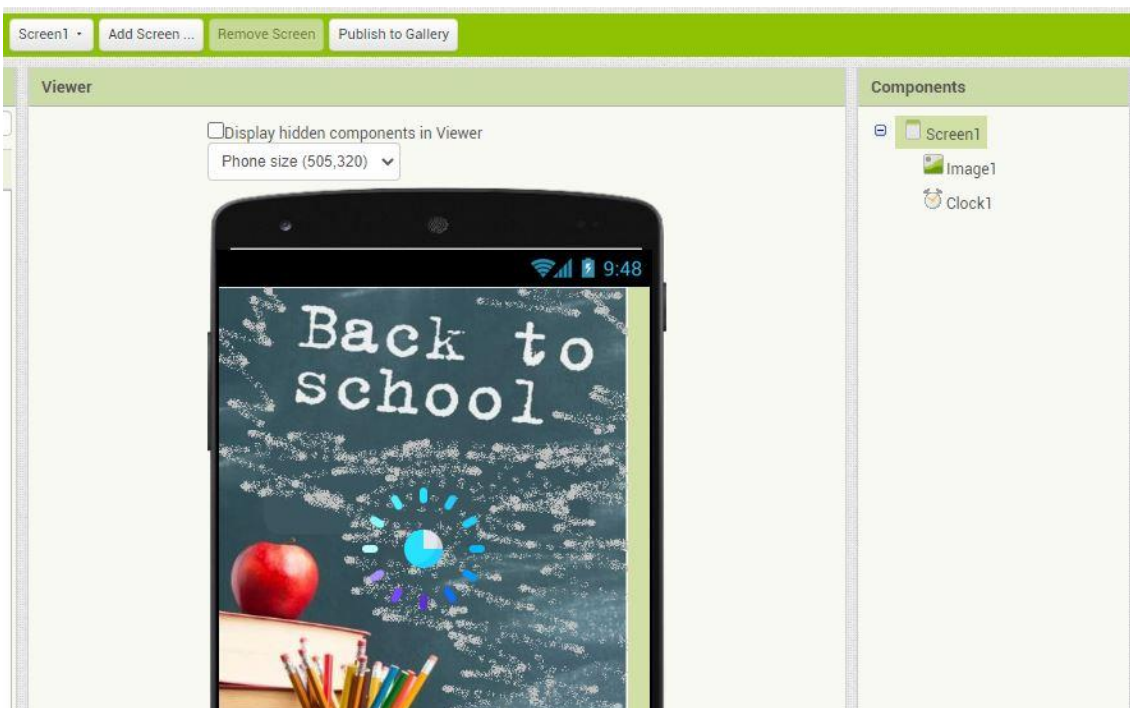 Screen1 Add Screen ... Remove Screen Publish to Gallery
Viewer
Components
Display hidden components in Viewer
Phone size (505,320)
Screen1
Image1
Clock1
9:48
Back to
school